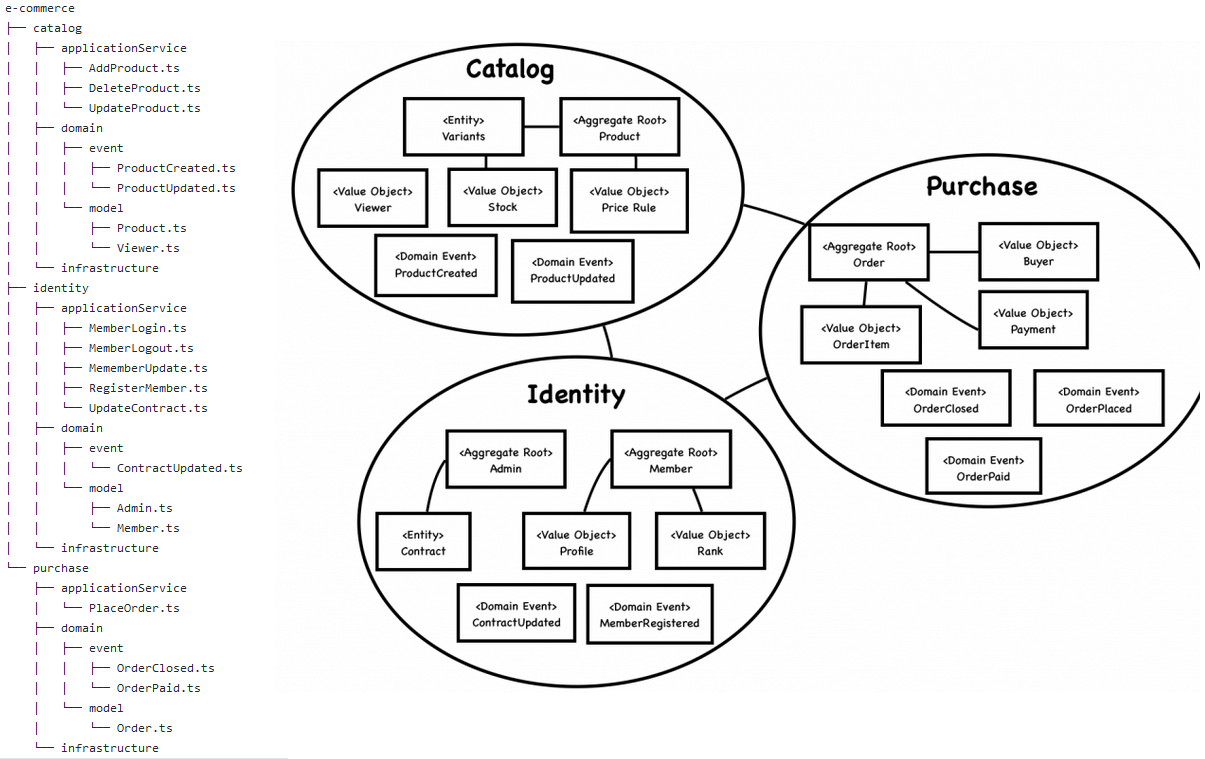 e-commerce
├── catalog
│   ├── applicationService
│   │   ├── AddProduct.ts
│   │   ├── DeleteProduct.ts
│   │   └── UpdateProduct.ts
│   ├── domain
│   │   ├── event
│   │   │   ├── ProductCreated.ts
│   │   │   └── ProductUpdated.ts
│   │   └── model
│   │       ├── Product.ts
│   │       └── Viewer.ts
│   └── infrastructure
├── identity
│   ├── applicationService
│   │   ├── MemberLogin.ts
│   │   ├── MemberLogout.ts
│   │   ├── MememberUpdate.ts
│   │   ├── RegisterMember.ts
│   │   └── UpdateContract.ts
│   ├── domain
│   │   ├── event
│   │   │   └── ContractUpdated.ts
│   │   └── model
│   │       ├── Admin.ts
│   │       └── Member.ts
│   └── infrastructure
└── purchase
    ├── applicationService
    │   └── PlaceOrder.ts
    ├── domain
    │   ├── event
    │   │   ├── OrderClosed.ts
    │   │   └── OrderPaid.ts
    │   └── model
    │       └── Order.ts
    └── infrastructure
Catalog
<Entity>
Variants
<Aggregate Root>
Product
<Value Object>
Viewer
<Value Object>
Stock
<Value Object>
Price Rule
<Domain Event>
ProductCreated
<Domain Event>
ProductUpdated
Purchase
<Aggregate Root>
Order
<Value Object>
Buyer
<Value Object>
OrderItem
<Value Object>
Payment
<Domain Event>
OrderClosed
<Domain Event>
OrderPlaced
<Domain Event>
OrderPaid
Identity
<Aggregate Root>
Admin
<Aggregate Root>
Member
<Entity>
Contract
<Value Object>
Profile
<Value Object>
Rank
<Domain Event>
ContractUpdated
<Domain Event>
MemberRegistered